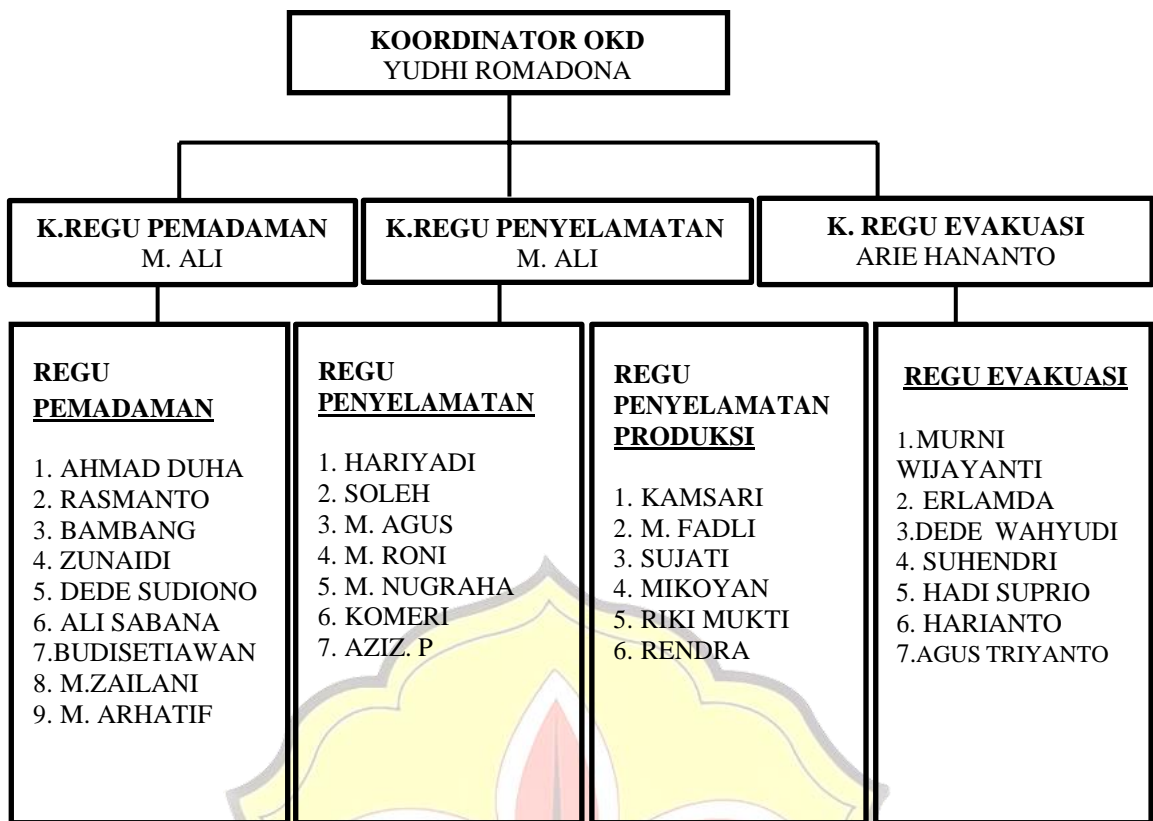 KOORDINATOR OKD
YUDHI ROMADONA
K.REGU PEMADAMAN
M. ALI
K.REGU PENYELAMATAN
M. ALI
K. REGU EVAKUASI
ARIE HANANTO
REGU
PEMADAMAN
1. AHMAD DUHA
2. RASMANTO
3. BAMBANG
4. ZUNAIDI
5. DEDE SUDIONO
6. ALI SABANA
7.BUDISETIAWAN
8. M.ZAILANI
9. M. ARHATIF
REGU
PENYELAMATAN
1. HARIYADI
2. SOLEH
3. M. AGUS
4. M. RONI
5. M. NUGRAHA
6. KOMERI
7. AZIZ. P
REGU
PENYELAMATAN
PRODUKSI
1. KAMSARI
2. M. FADLI
3. SUJATI
4. MIKOYAN
5. RIKI MUKTI
6. RENDRA
REGU EVAKUASI
1.MURNI
WIJAYANTI
2. ERLAMDA
3.DEDE WAHYUDI
4. SUHENDRI
5. HADI SUPRIO
6. HARIANTO
7.AGUS TRIYANTO